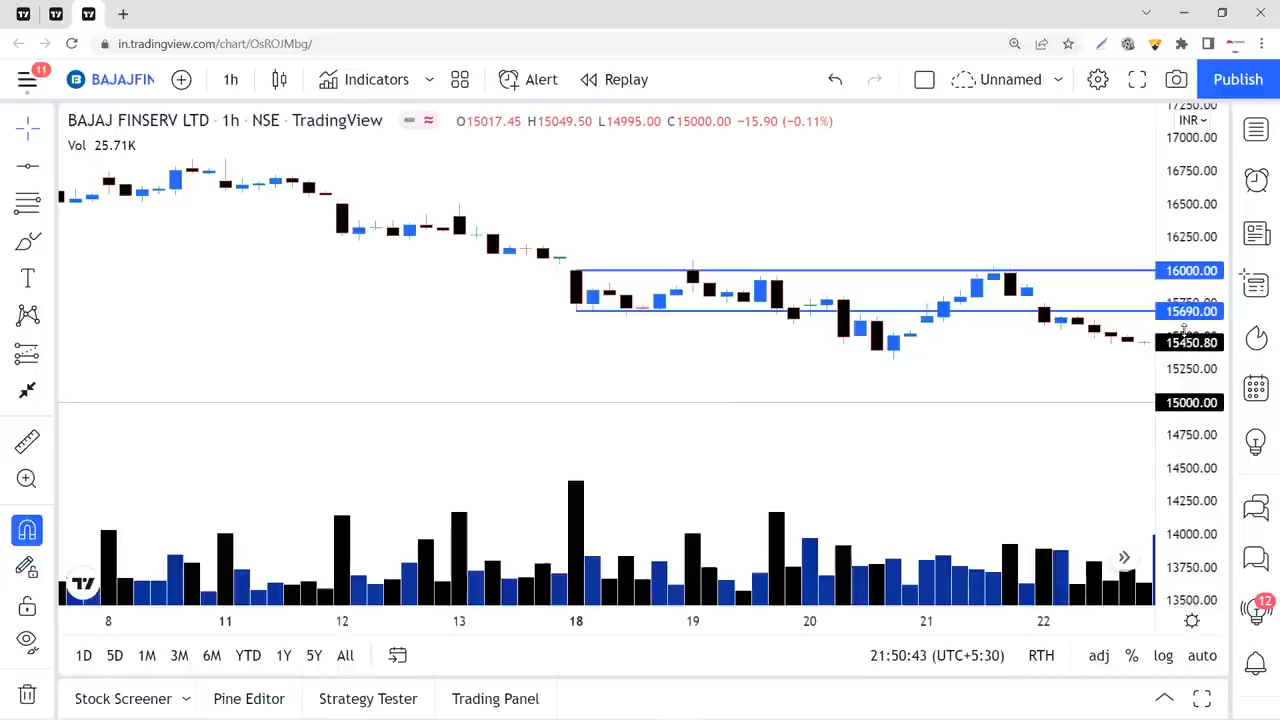 in.tradingview.com/chart/OsROJMbg/
11
BAJAJFIN
1h
Indicators
Alert
Replay
Unnamed
Publish
BAJAJ FINSERV LTD · 1h · NSE · TradingView
O15017.45 H15049.50 L14995.00 C15000.00 −15.90 (−0.11%)
Vol 25.71K
INR
17250.00
17000.00
16750.00
16500.00
16250.00
16000.00
15750.00
15690.00
15450.80
15250.00
15000.00
14750.00
14500.00
14250.00
14000.00
13750.00
13500.00
12
8 11 12 13 18 19 20 21 22
1D 5D 1M 3M 6M YTD 1Y 5Y All
21:50:43 (UTC+5:30) RTH adj % log auto
Stock Screener Pine Editor Strategy Tester Trading Panel